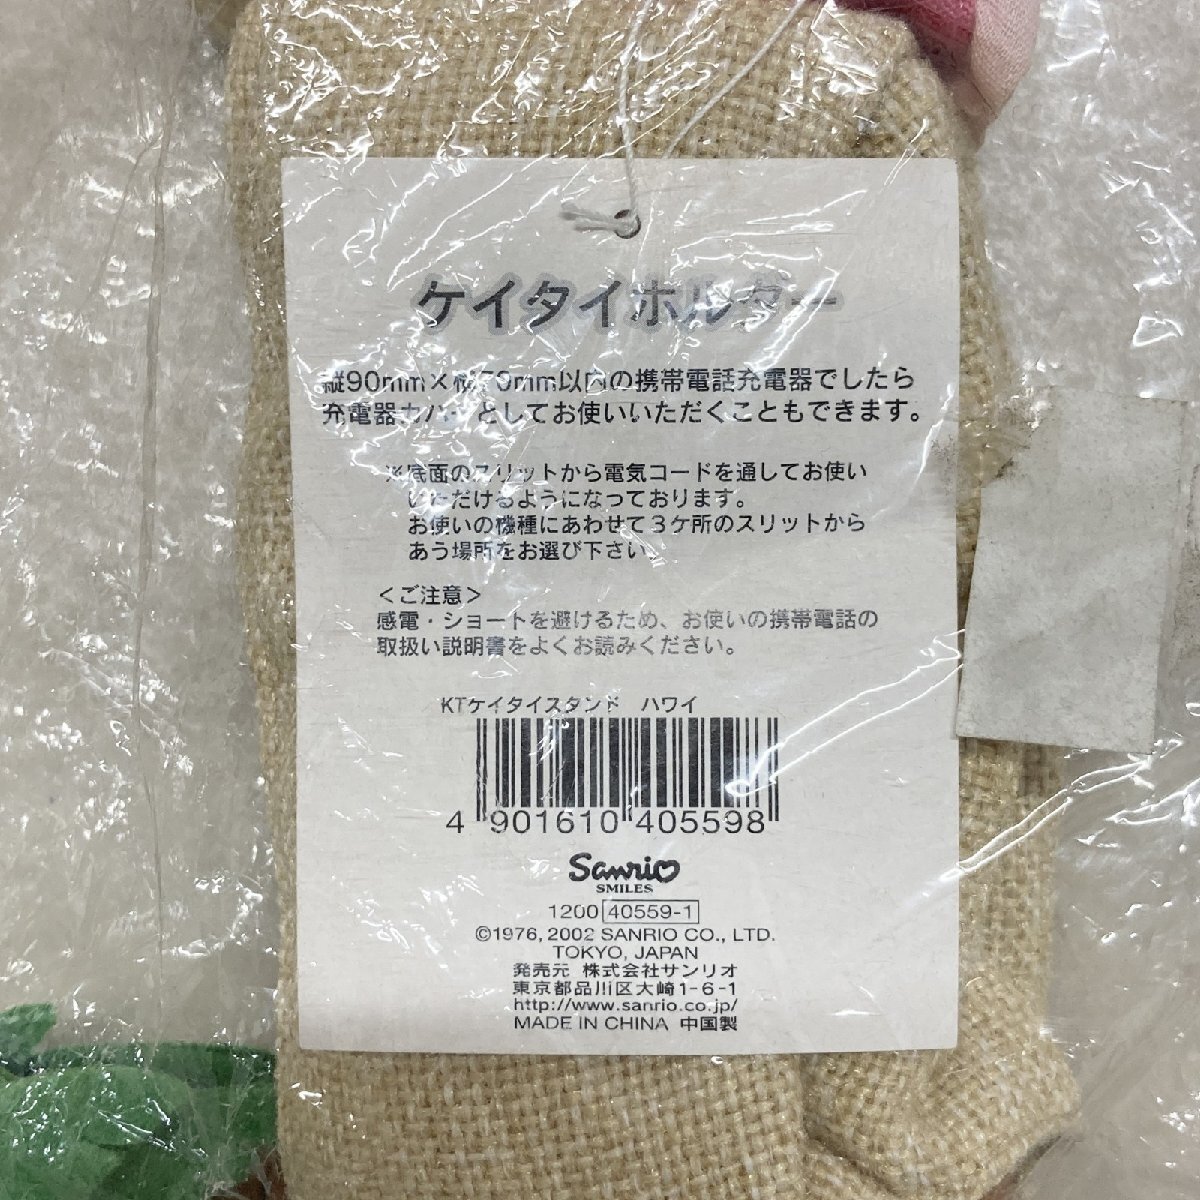 ケイタイホルダー
縦90mm×横70mm以内の携帯電話充電器でしたら
充電器カバーとしてお使いいただくこともできます。
※底面のスリットから電気コードを通してお使い
いただけるようになっております。
お使いの機種にあわせて3ケ所のスリットから
あう場所をお選び下さい。
＜ご注意＞
感電・ショートを避けるため、お使いの携帯電話の
取扱い説明書をよくお読みください。
KTケイタイスタンド ハワイ
4 901610 405598
Sanrio
SMILES
1200 40559-1
©1976, 2002 SANRIO CO., LTD.
TOKYO, JAPAN
発売元 株式会社サンリオ
東京都品川区大崎1-6-1
http://www.sanrio.co.jp/
MADE IN CHINA 中国製